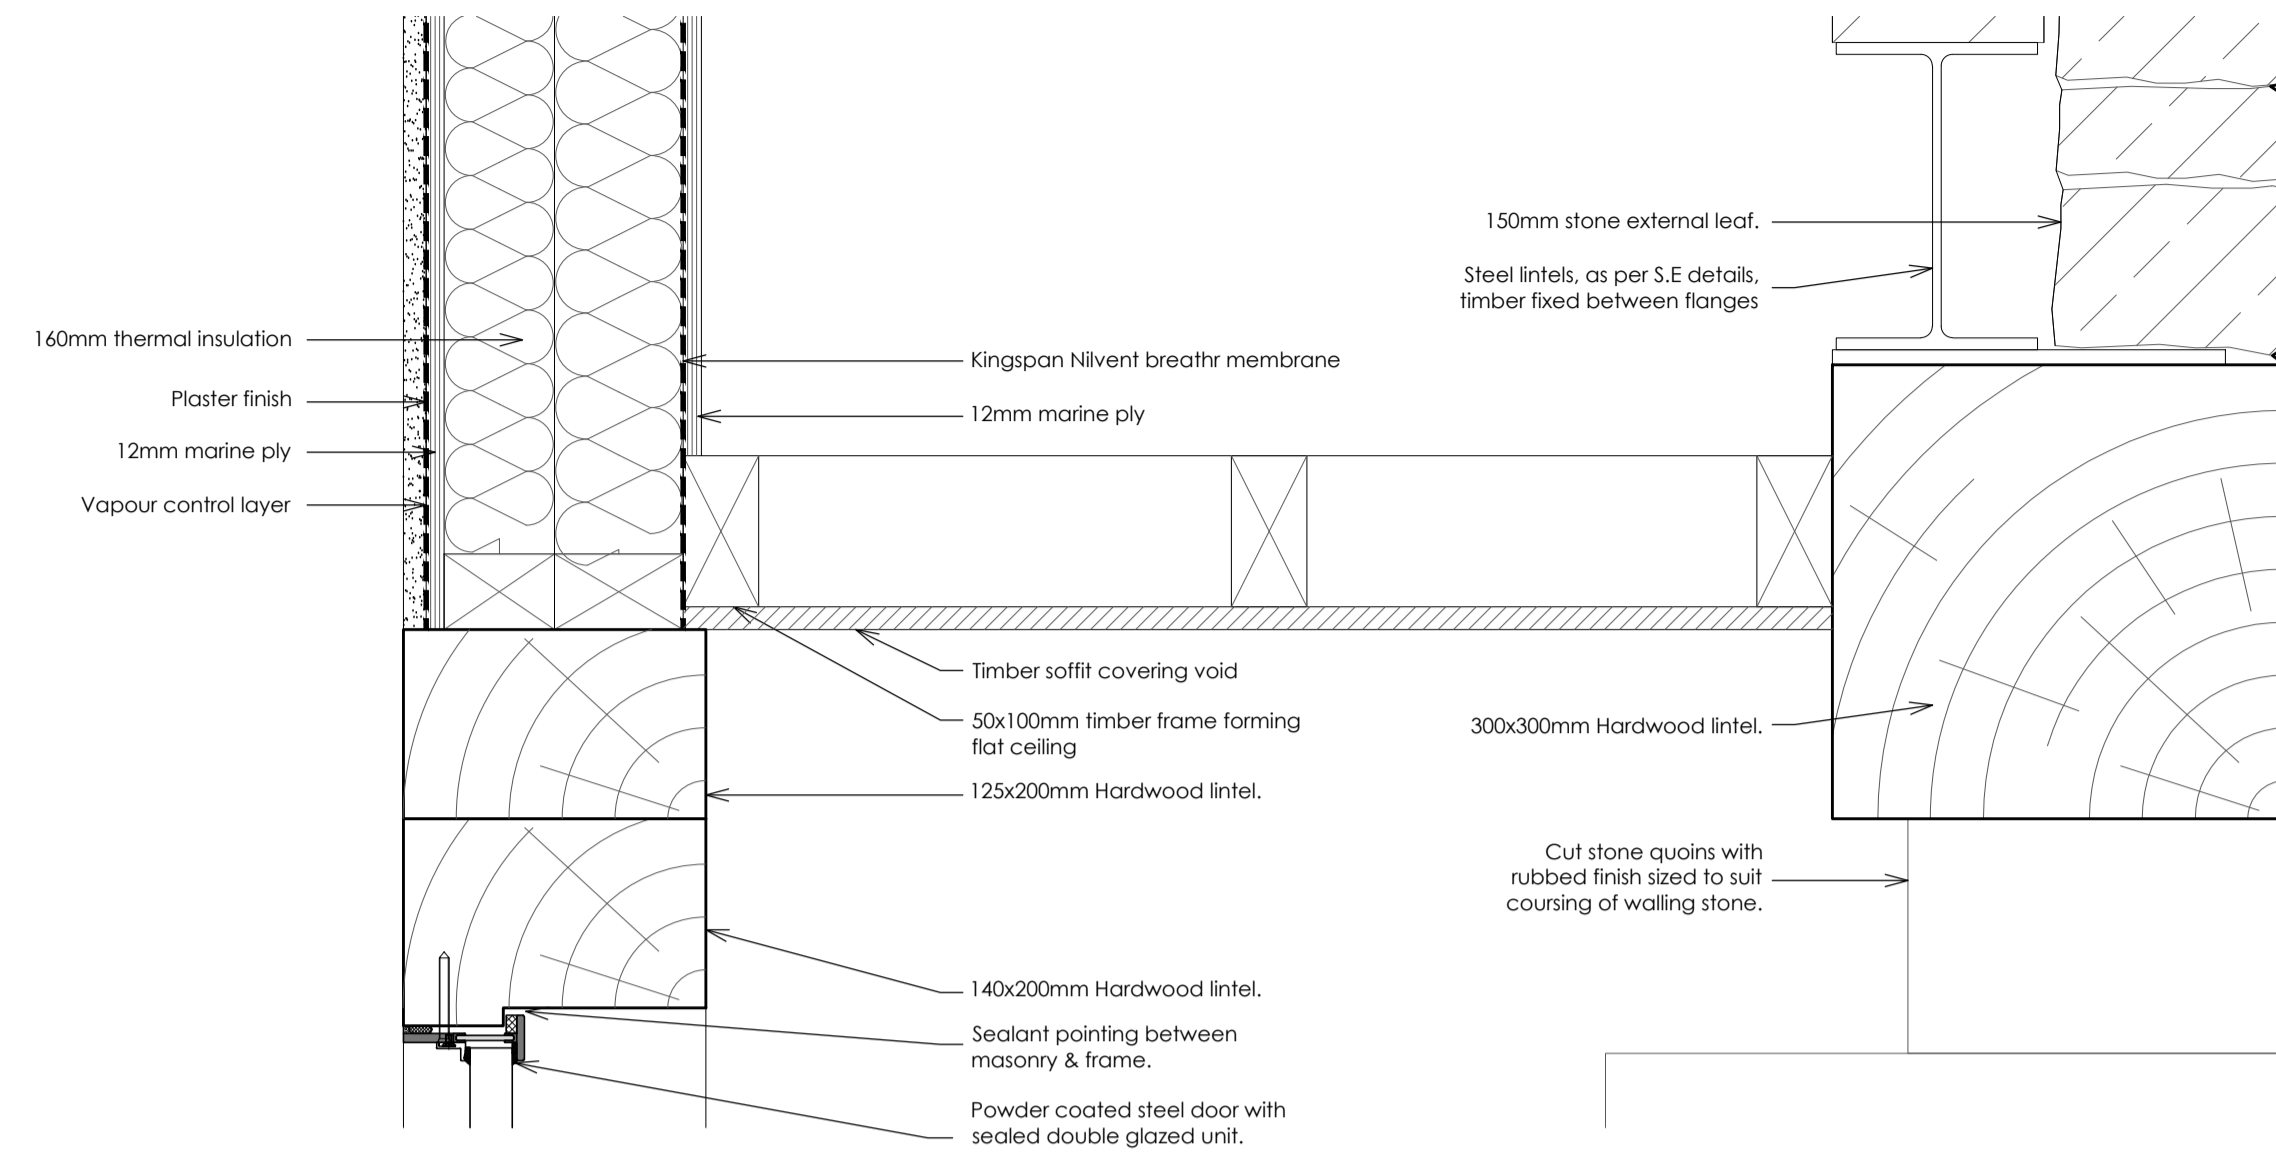 160mm thermal insulation
Plaster finish
12mm marine ply
Vapour control layer
Kingspan Nilvent breathr membrane
12mm marine ply
Timber soffit covering void
50x100mm timber frame forming
flat ceiling
125x200mm Hardwood lintel.
140x200mm Hardwood lintel.
Sealant pointing between
masonry & frame.
Powder coated steel door with
sealed double glazed unit.
150mm stone external leaf.
Steel lintels, as per S.E details,
timber fixed between flanges
300x300mm Hardwood lintel.
Cut stone quoins with
rubbed finish sized to suit
coursing of walling stone.